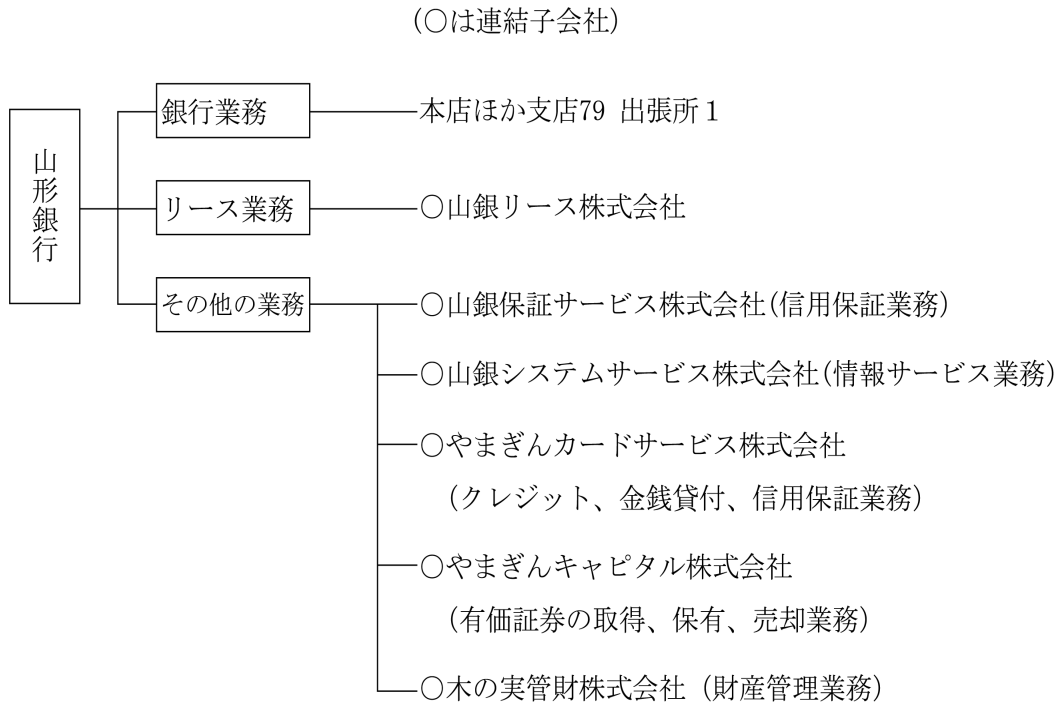 (○は連結子会社)
山形銀行
銀行業務
本店ほか支店79 出張所1
リース業務
○山銀リース株式会社
その他の業務
○山銀保証サービス株式会社(信用保証業務)
○山銀システムサービス株式会社(情報サービス業務)
○やまぎんカードサービス株式会社
(クレジット、金銭貸付、信用保証業務)
○やまぎんキャピタル株式会社
(有価証券の取得、保有、売却業務)
○木の実管財株式会社(財産管理業務)